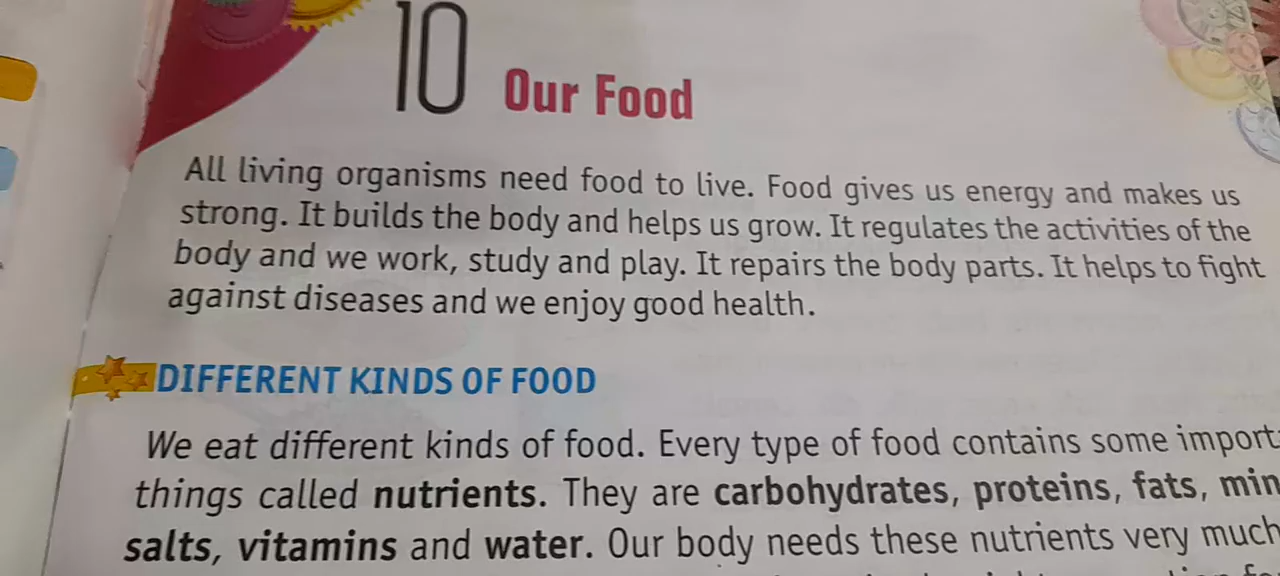 10
Our Food
All living organisms need food to live. Food gives us energy and makes us
strong. It builds the body and helps us grow. It regulates the activities of the
body and we work, study and play. It repairs the body parts. It helps to fight
against diseases and we enjoy good health.
DIFFERENT KINDS OF FOOD
We eat different kinds of food. Every type of food contains some
things called nutrients. They are carbohydrates, proteins, fats,
salts, vitamins and water. Our body needs these nutrients very much